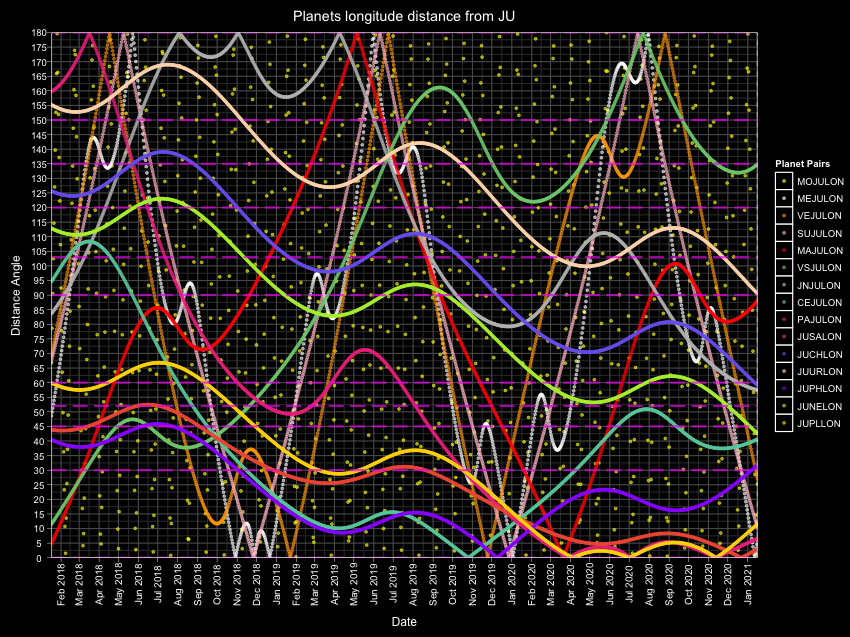 Planets longitude distance from JU
180
175
170
165
160
155
150
145
140
135
130
125
120
115
110
105
100
95
90
85
80
75
70
65
60
55
50
45
40
35
30
25
20
15
10
5
0
Distance Angle
Feb 2018
Mar 2018
Apr 2018
May 2018
Jun 2018
Jul 2018
Aug 2018
Sep 2018
Oct 2018
Nov 2018
Dec 2018
Jan 2019
Feb 2019
Mar 2019
Apr 2019
May 2019
Jun 2019
Jul 2019
Aug 2019
Sep 2019
Oct 2019
Nov 2019
Dec 2019
Jan 2020
Feb 2020
Mar 2020
Apr 2020
May 2020
Jun 2020
Jul 2020
Aug 2020
Sep 2020
Oct 2020
Nov 2020
Dec 2020
Jan 2021
Date
Planet Pairs
MOJULON
MEJULON
VEJULON
SUJULON
MAJULON
VSJULON
JNJULON
CEJULON
PAJULON
JUSALON
JUCHLON
JUURLON
JUPHLON
JUNELON
JUPLLON